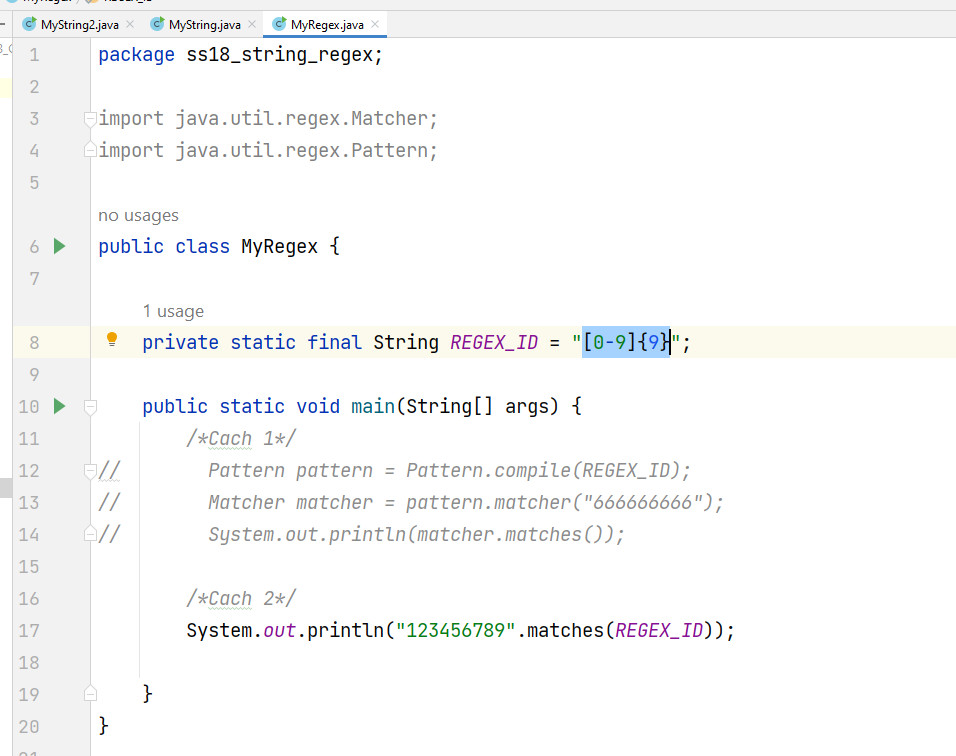 MyString2.java MyString.java MyRegex.java
1 package ss18_string_regex;
2
3 import java.util.regex.Matcher;
4 import java.util.regex.Pattern;
5
no usages
6 public class MyRegex {
7
1 usage
8 private static final String REGEX_ID = "[0-9]{9}";
9
10 public static void main(String[] args) {
11 /*Cach 1*/
12 // Pattern pattern = Pattern.compile(REGEX_ID);
13 // Matcher matcher = pattern.matcher("666666666");
14 // System.out.println(matcher.matches());
15
16 /*Cach 2*/
17 System.out.println("123456789".matches(REGEX_ID));
18
19 }
20 }